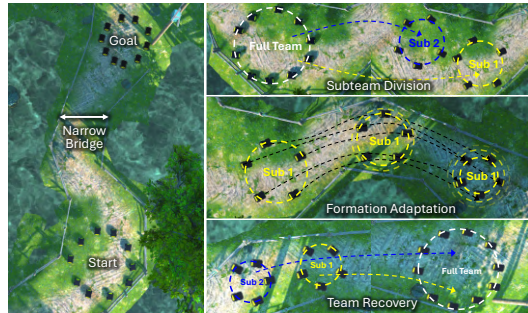 Goal
Narrow
Bridge
Start
Full Team
Sub 2
Sub 1
Subteam Division
Sub 1
Sub 1
Sub 1
Formation Adaptation
Sub 2
Sub 1
Full Team
Team Recovery